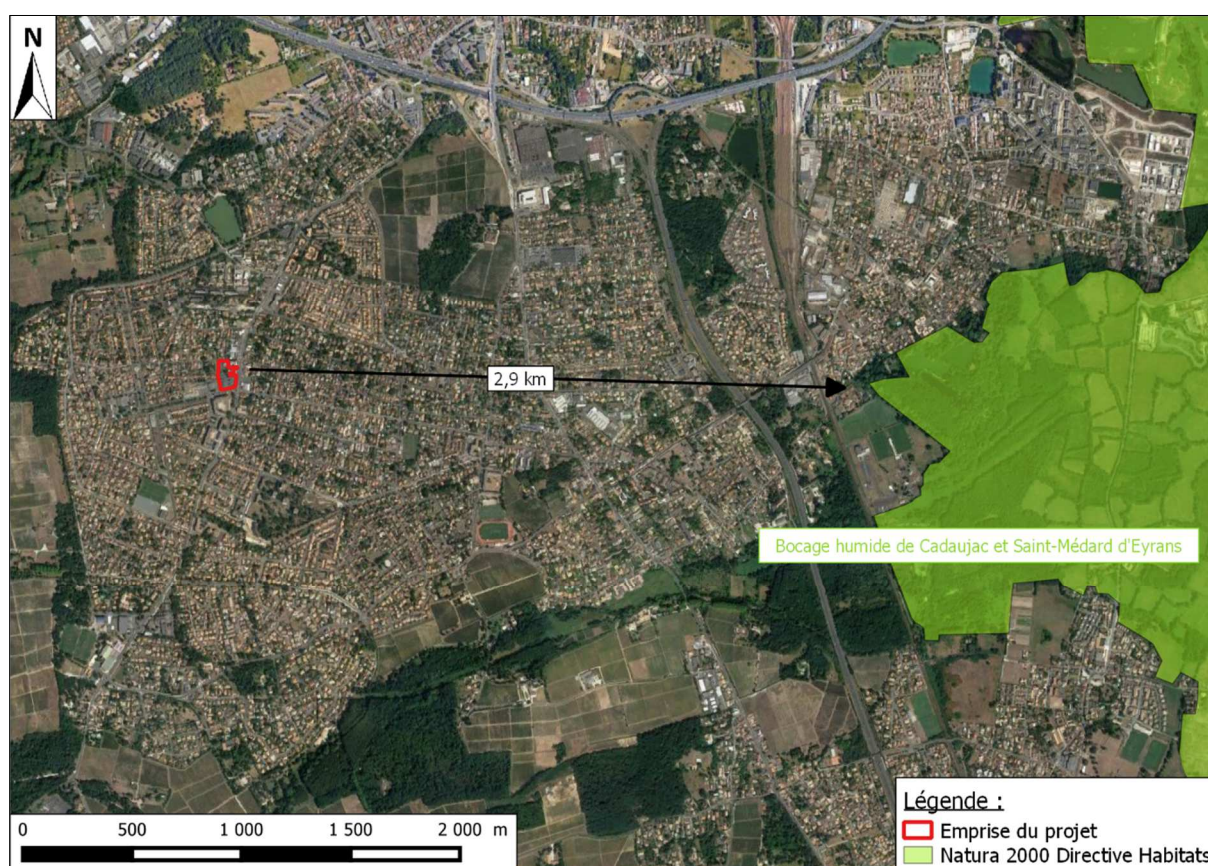 N
2,9 km
Bocage humide de Cadaujac et Saint-Médard d'Eyrans
Légende :
Emprise du projet
Natura 2000 Directive Habitats
0 500 1 000 1 500 2 000 m